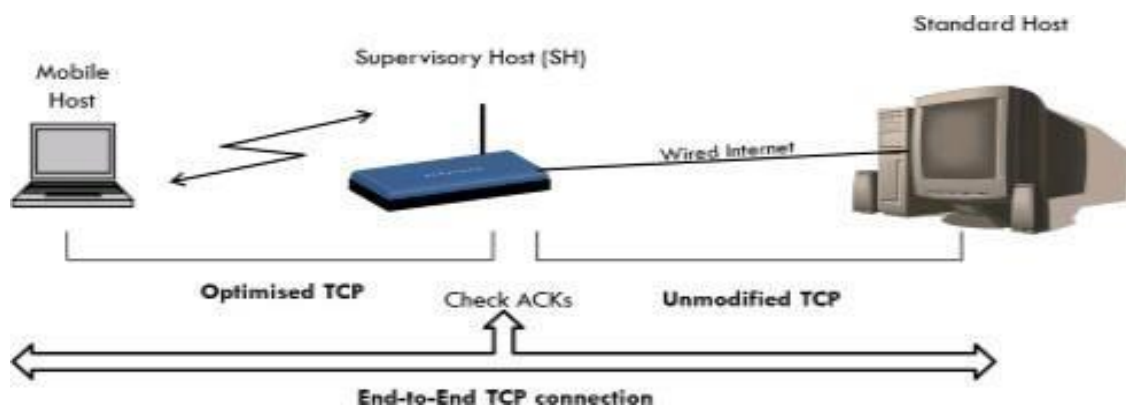 Standard Host
Supervisory Host (SH)
Mobile
Host
Wired Internet
Optimised TCP
Check ACKs
Unmodified TCP
End-to-End TCP connection